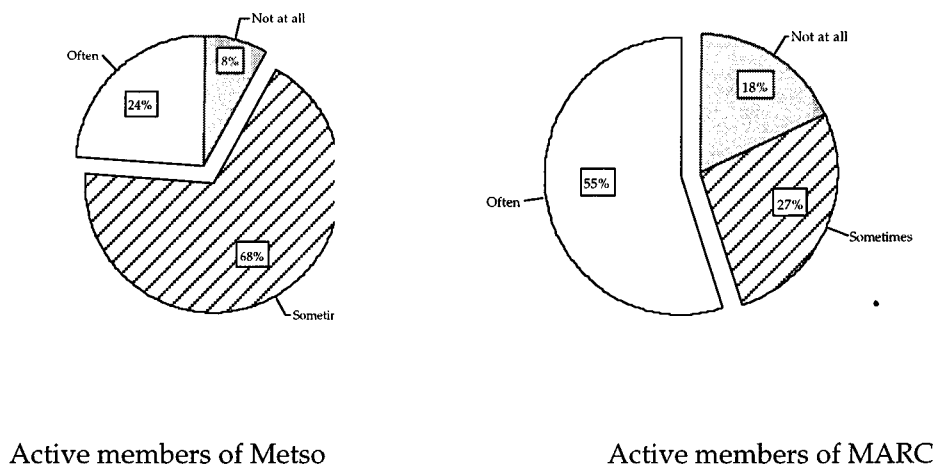 Not at all
Often
8%
24%
68%
Sometir
Not at all
18%
55%
27%
Often
Sometimes
Active members of Metso
Active members of MARC